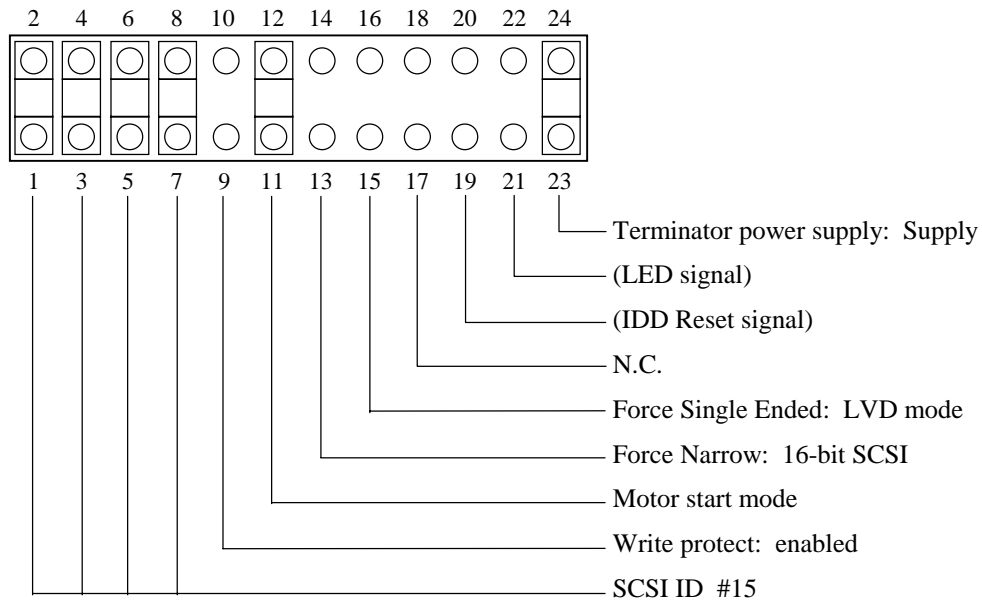 2 4 6 8 10 12 14 16 18 20 22 24
1 3 5 7 9 11 13 15 17 19 21 23
Terminator power supply: Supply
(LED signal)
(IDD Reset signal)
N.C.
Force Single Ended: LVD mode
Force Narrow: 16-bit SCSI
Motor start mode
Write protect: enabled
SCSI ID #15